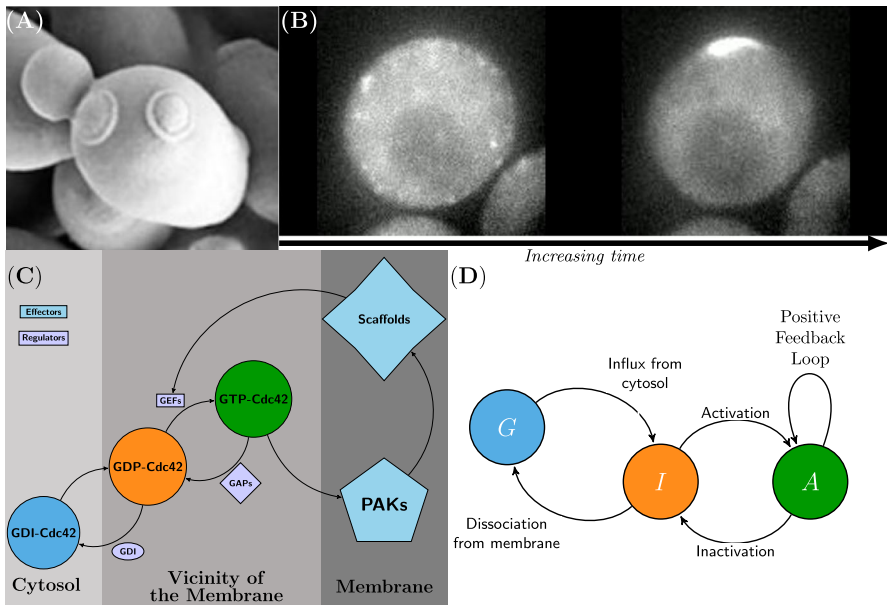 (A)
(B)
Increasing time
(C)
Effectors
Regulators
Scaffolds
GEFs
GTP-Cdc42
GDP-Cdc42
GAPs
PAKs
GDI-Cdc42
GDI
Cytosol
Vicinity of
the Membrane
Membrane
(D)
Positive
Feedback
Loop
Influx from
cytosol
Activation
G
I
A
Dissociation
from membrane
Inactivation